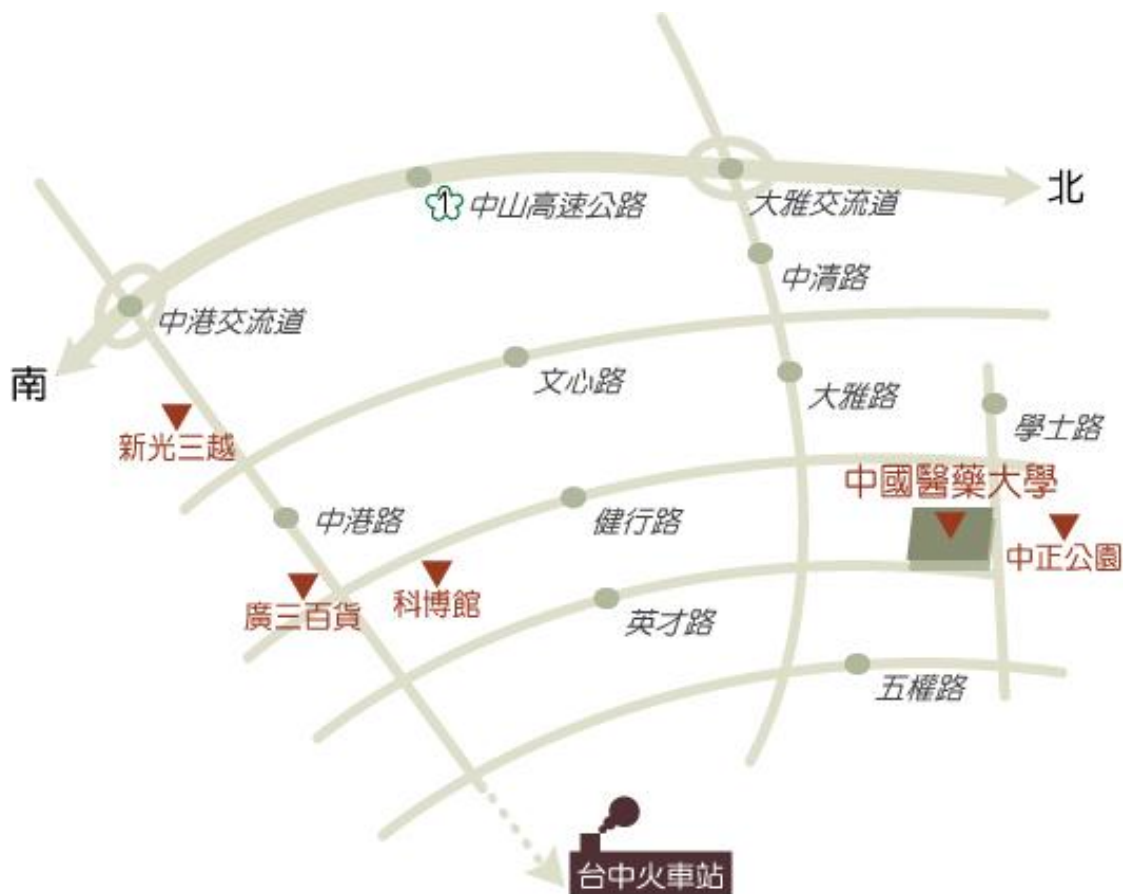 北
大雅交流道
1 中山高速公路
中清路
中港交流道
南
文心路
大雅路
學士路
新光三越
中國醫藥大學
中港路
健行路
中正公園
廣三百貨
科博館
英才路
五權路
台中火車站